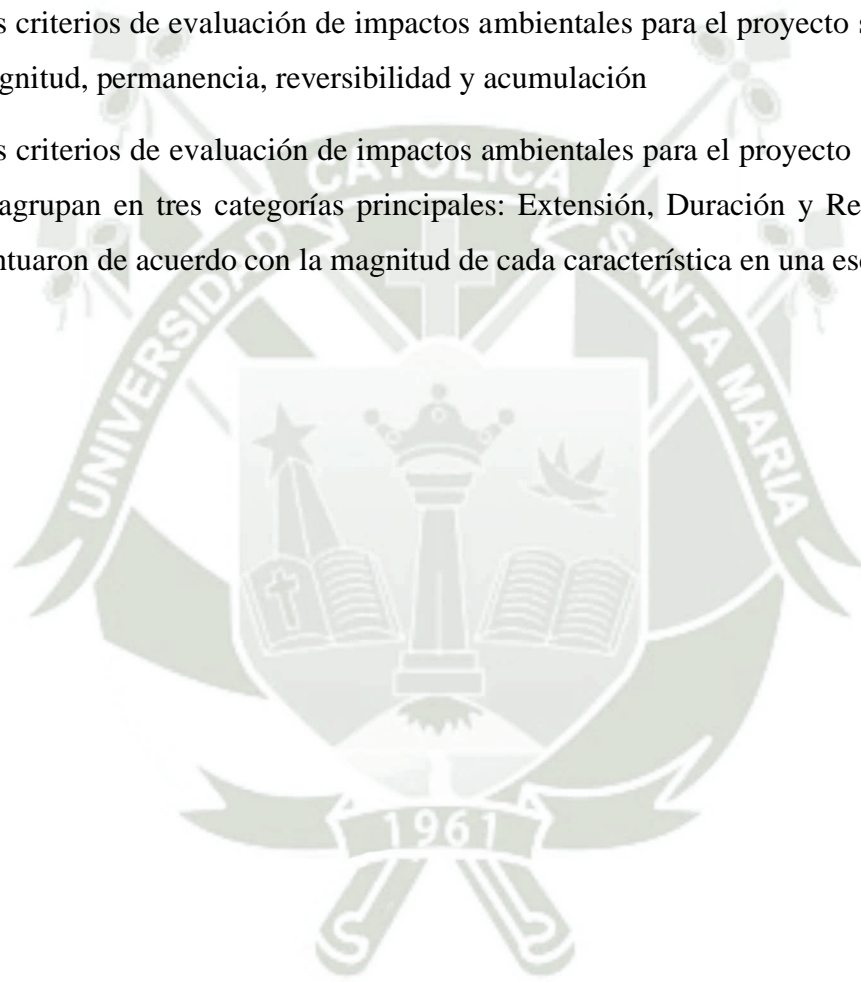 s criterios de evaluación de impactos ambientales para el proyecto s
gnitud, permanencia, reversibilidad y acumulación
s criterios de evaluación de impactos ambientales para el proyecto
agrupan en tres categorías principales: Extensión, Duración y Re
ntuaron de acuerdo con la magnitud de cada característica en una esc
UNIVERSIDAD CATOLICA SANTA MARIA
1961